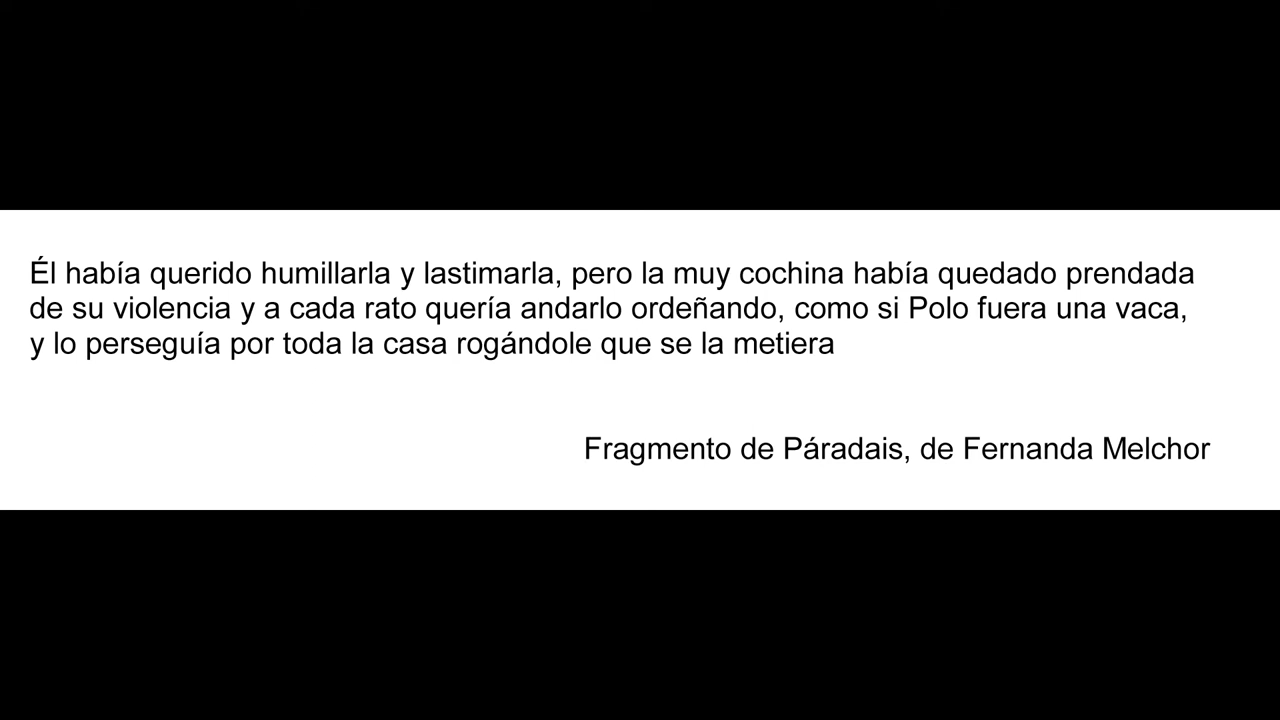 Él había querido humillarla y lastimarla, pero la muy cochina había quedado prendada
de su violencia y a cada rato quería andarlo ordeñando, como si Polo fuera una vaca,
y lo perseguía por toda la casa rogándole que se la metiera
Fragmento de Páradais, de Fernanda Melchor